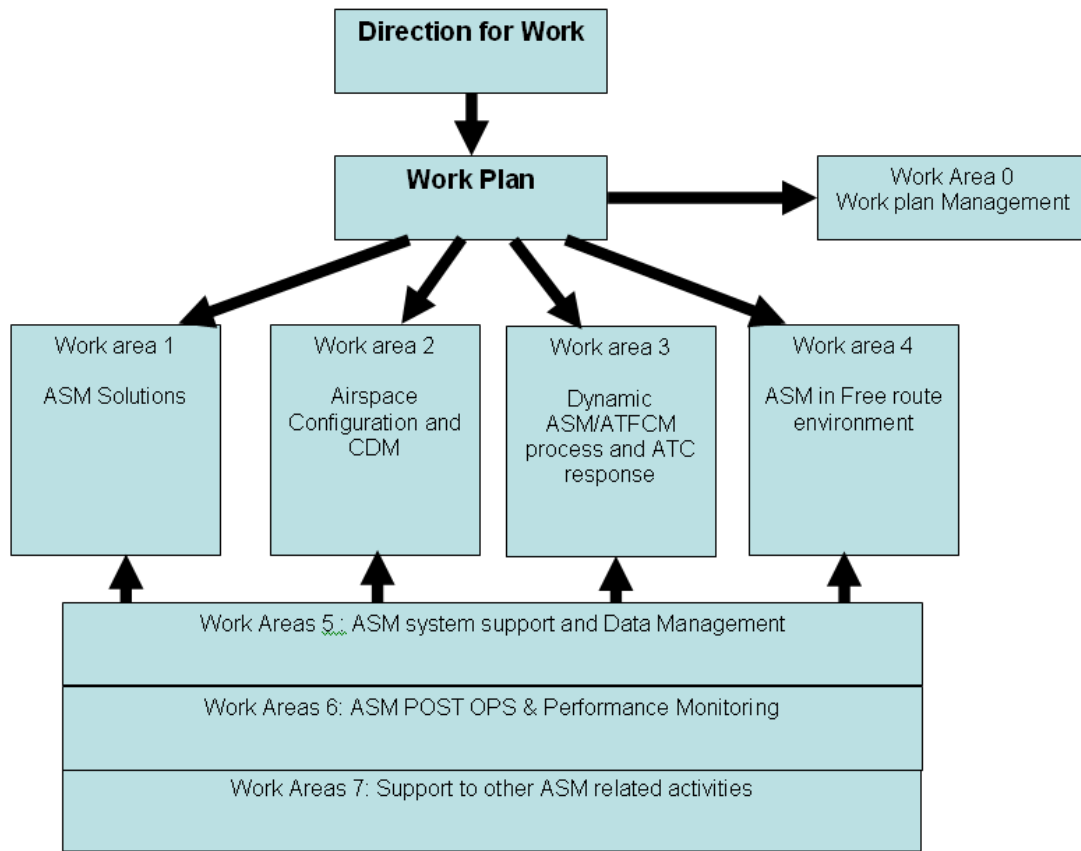 Direction for Work
Work Plan
Work Area 0
Work plan Management
Work area 1
ASM Solutions
Work area 2
Airspace
Configuration and
CDM
Work area 3
Dynamic
ASM/ATFCM
process and ATC
response
Work area 4
ASM in Free route
environment
Work Areas 5 : ASM system support and Data Management
Work Areas 6: ASM POST OPS & Performance Monitoring
Work Areas 7: Support to other ASM related activities